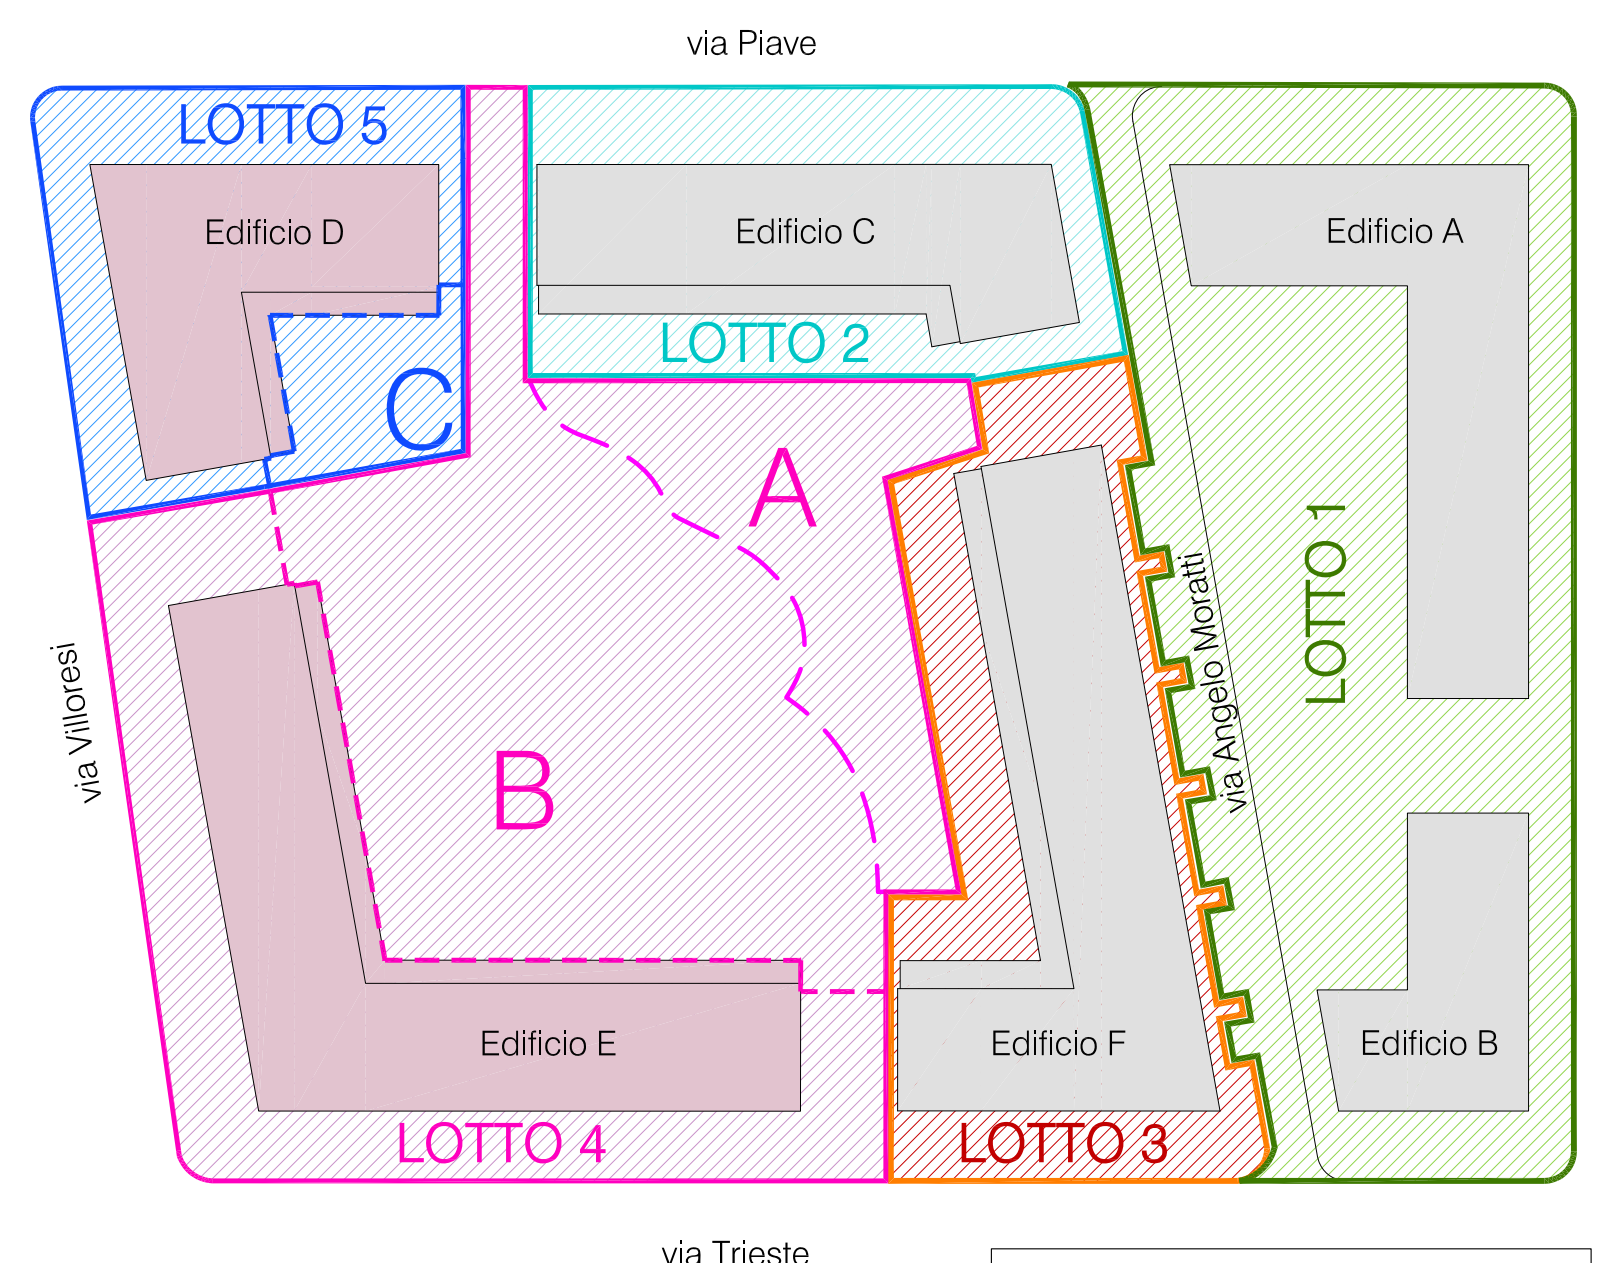 via Piave
LOTTO 5
Edificio D
Edificio C
Edificio A
LOTTO 2
C
A
LOTTO 1
via Angelo Moratti
via Villoresi
B
Edificio E
Edificio F
Edificio B
LOTTO 4
LOTTO 3
via Trieste